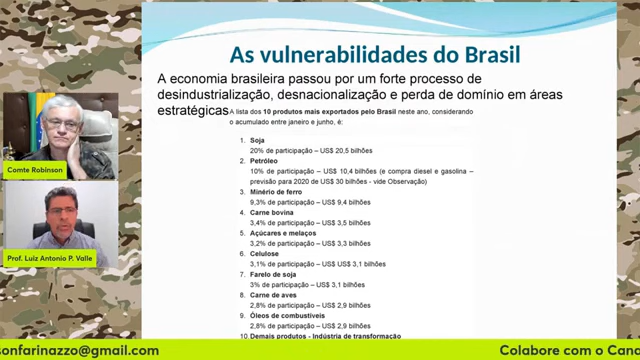 As vulnerabilidades do Brasil
A economia brasileira passou por um forte processo de
desindustrialização, desnacionalização e perda de domínio em áreas
estratégicas
A lista dos 10 produtos mais exportados pelo Brasil neste ano, considerando
o acumulado entre janeiro e junho, é:
1. Soja
20% de participação – US$ 20,5 bilhões
2. Petróleo
10% de participação – US$ 10,4 bilhões (e compra diesel e gasolina –
previsão para 2020 de US$ 30 bilhões - vide Observação)
3. Minério de ferro
9,3% de participação – US$ 9,4 bilhões
4. Carne bovina
3,4% de participação – US$ 3,5 bilhões
5. Açúcares e melaços
3,2% de participação – US$ 3,3 bilhões
6. Celulose
3,1% de participação – US$ US$ 3,1 bilhões
7. Farelo de soja
3% de participação – US$ 3,1 bilhões
8. Carne de aves
2,8% de participação – US$ 2,9 bilhões
9. Óleos de combustíveis
2,8% de participação – US$ 2,9 bilhões
10. Demais produtos - Indústria de transformação
Comte Robinson
Prof. Luiz Antonio P. Valle
sonfarinazzo@gmail.com
Colabore com o Cana